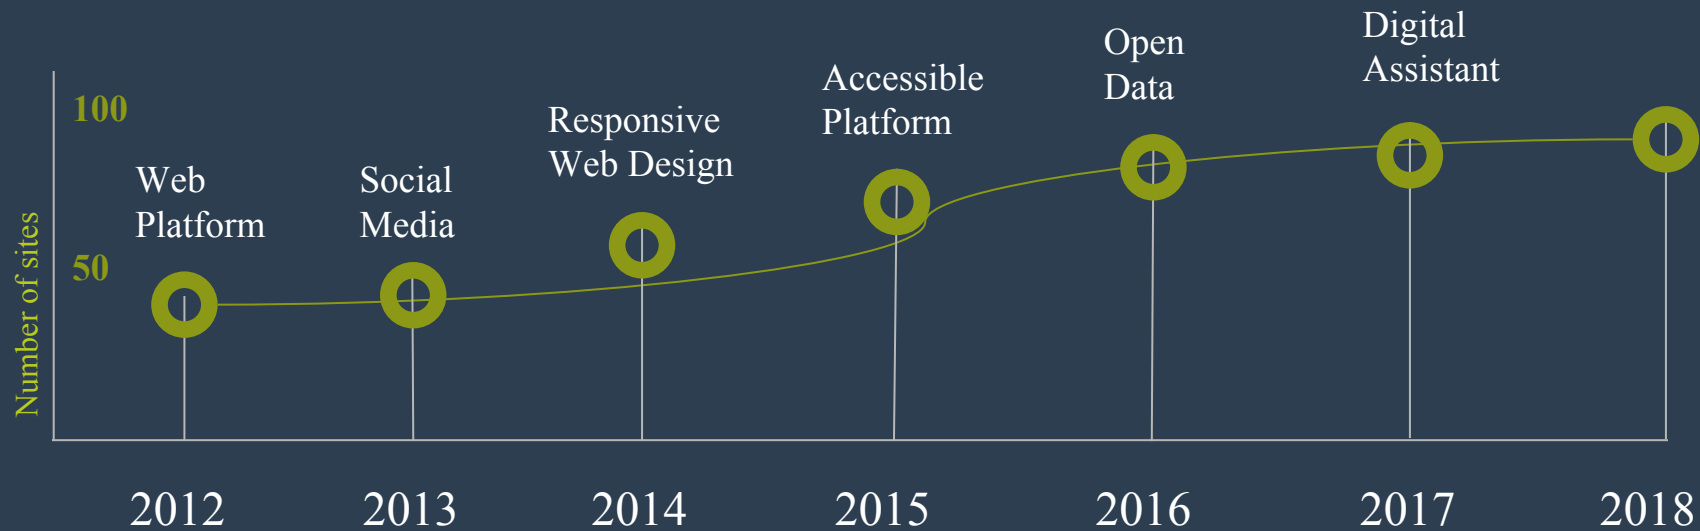 Number of sites
100
50
Web
Platform
Social
Media
Responsive
Web Design
Accessible
Platform
Open
Data
Digital
Assistant
2012
2013
2014
2015
2016
2017
2018